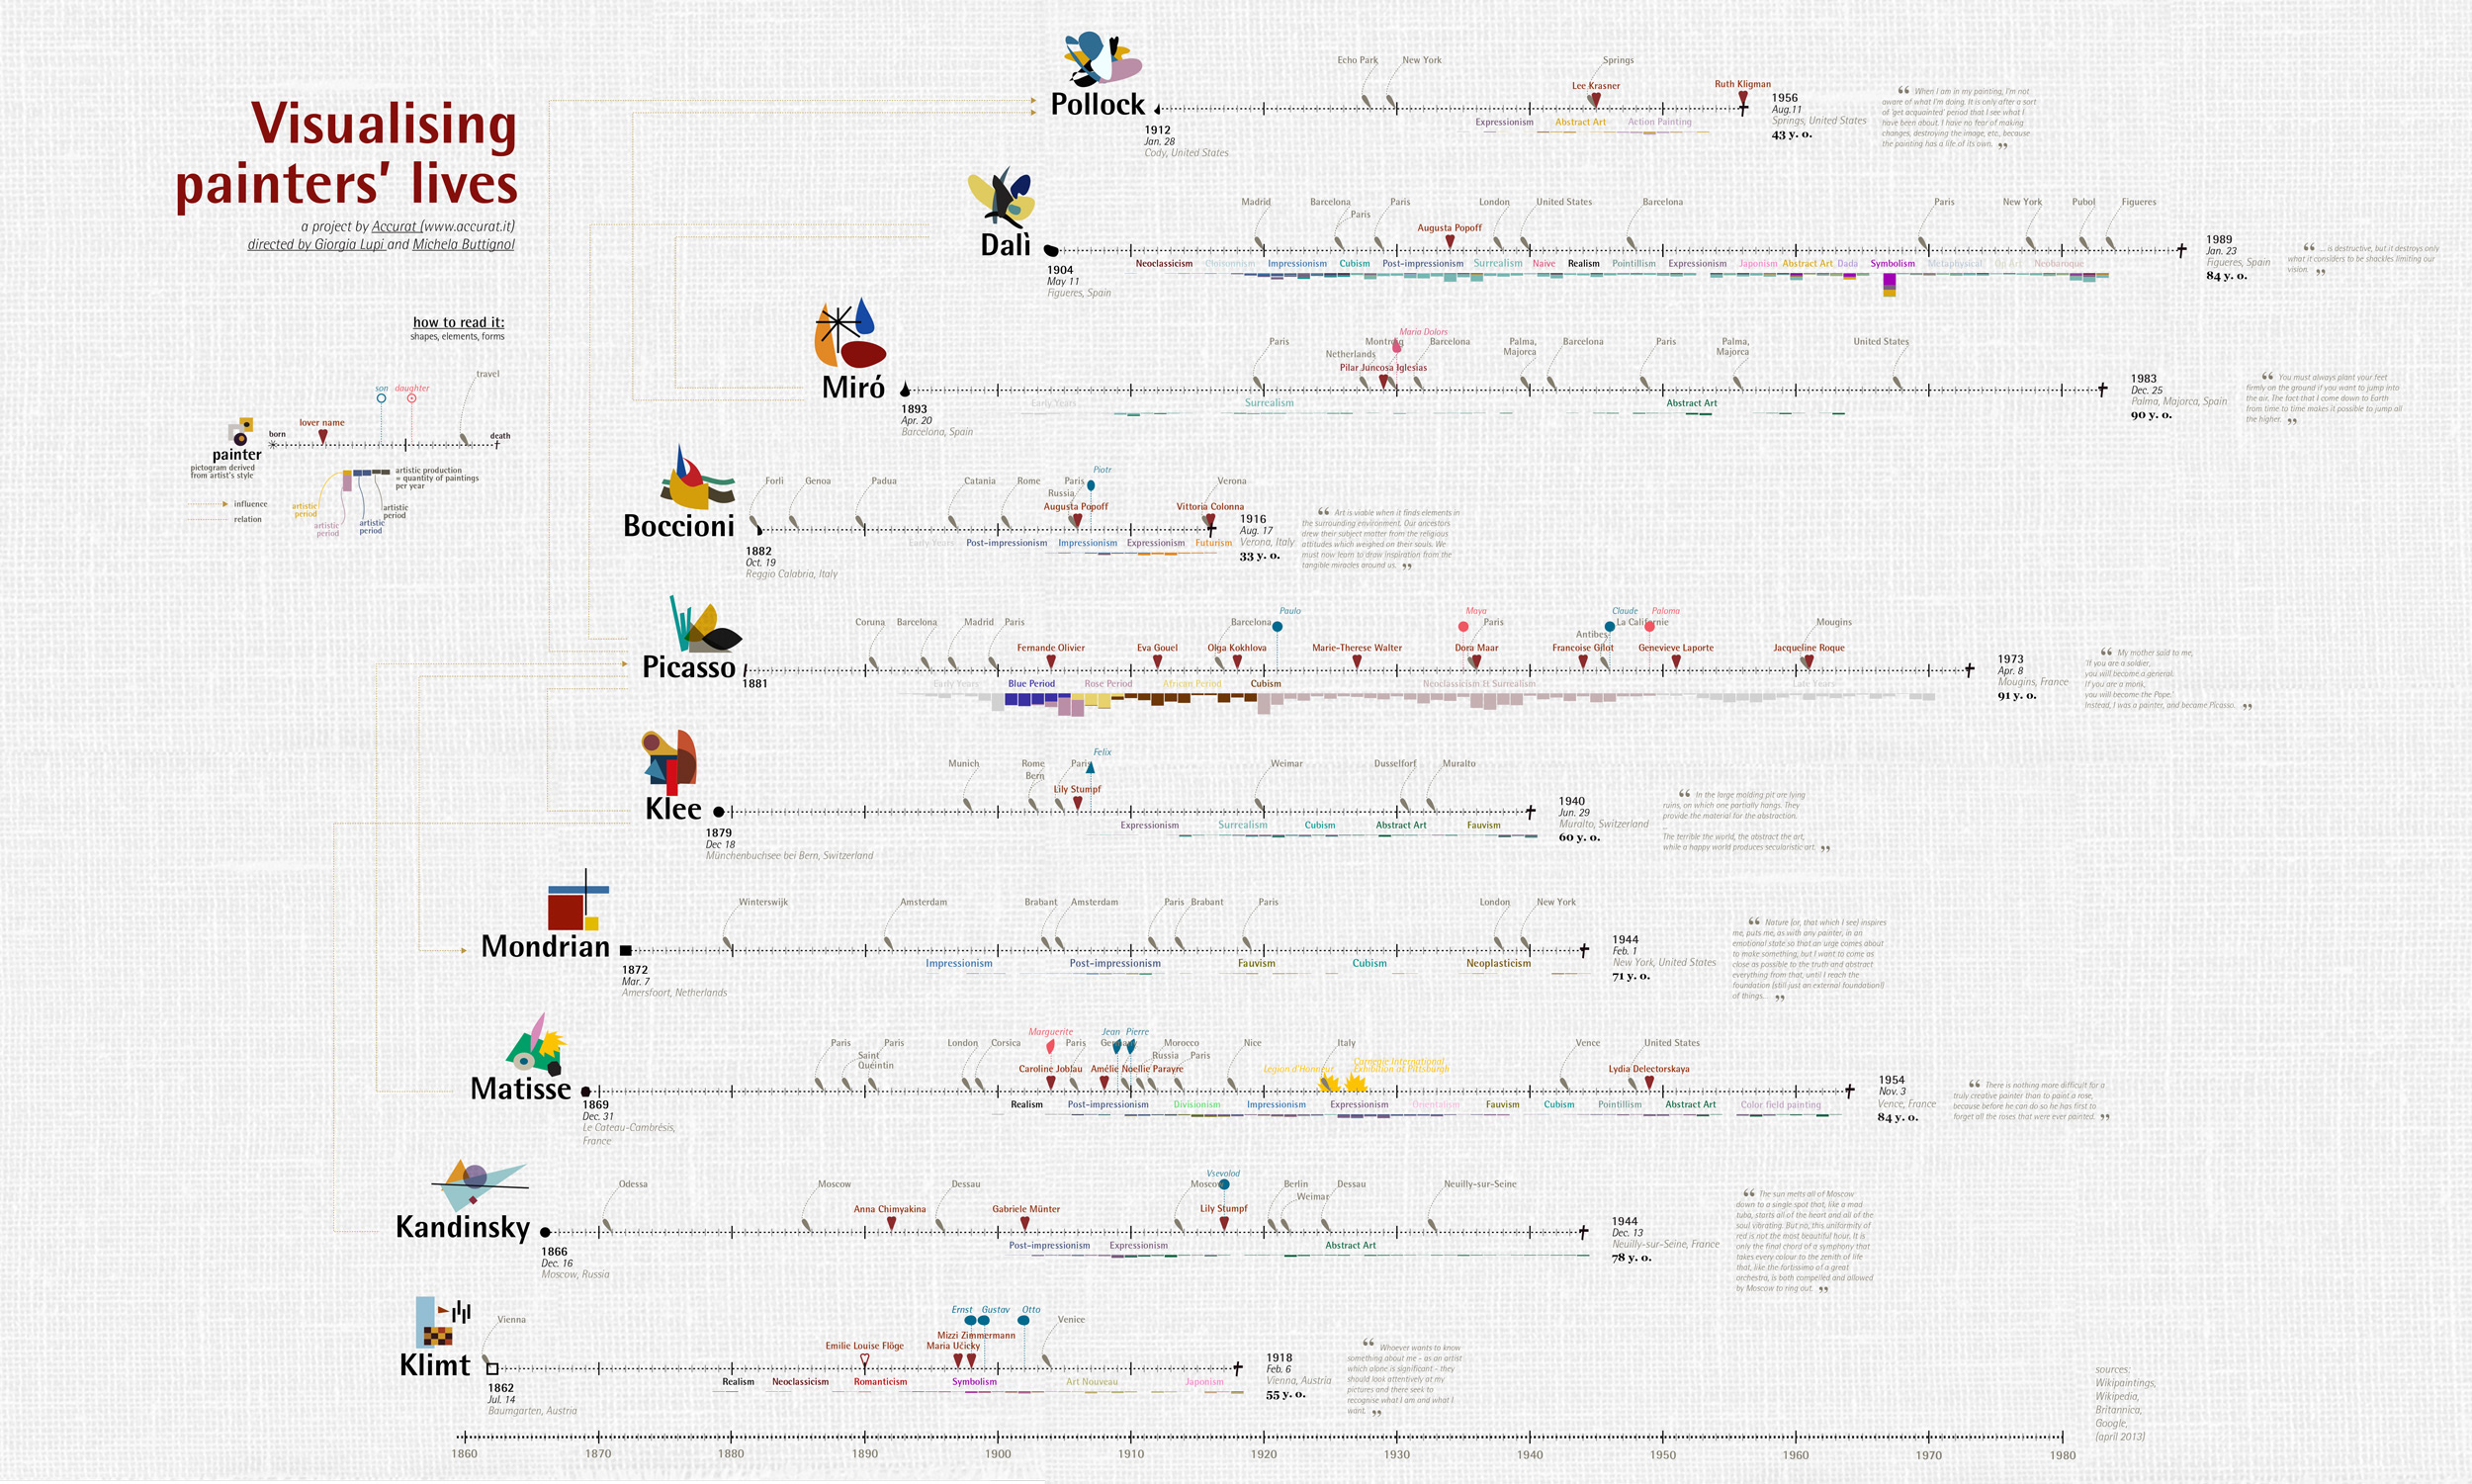 Visualising
painters' lives
a project by Accurat (www.accurat.it)
directed by Giorgia Lupi and Michela Buttignol
how to read it:
shapes, elements, forms
travel
son daughter
lover name
born death
painter
pictogram derived
from artist's style
artistic production
= quantity of paintings
per year
influence
relation
artistic
period
artistic
period
artistic
period
artistic
period
Echo Park New York Springs
Lee Krasner Ruth Kligman
Pollock
1912
Jan. 28
Cody, United States
Expressionism Abstract Art Action Painting
1956
Aug.11
Springs, United States
43 y. o.
“ When I am in my painting, I'm not
aware of what I'm doing. It is only after a sort
of 'get acquainted' period that I see what I
have been about. I have no fear of making
changes, destroying the image, etc., because
the painting has a life of its own. ”
Madrid Barcelona Paris Paris London United States Barcelona Paris New York Pubol Figueres
Augusta Popoff
Dalì
1904
May 11
Figueres, Spain
Neoclassicism Cloisonnism Impressionism Cubism Post-impressionism Surrealism Naive Realism Pointillism Expressionism Japonism Abstract Art Dada Symbolism Metaphysical Op Art Neobaroque
1989
Jan. 23
Figueres, Spain
84 y. o.
“ ... is destructive, but it destroys only
what it considers to be shackles limiting our
vision. ”
Maria Dolors
Paris Netherlands Montroig Barcelona Palma,
Majorca Barcelona Paris Palma,
Majorca United States
Pilar Juncosa Iglesias
Miró
1893
Apr. 20
Barcelona, Spain
Early Years Surrealism Abstract Art
1983
Dec. 25
Palma, Majorca, Spain
90 y. o.
“ You must always plant your feet
firmly on the ground if you want to jump into
the air. The fact that I come down to Earth
from time to time makes it possible to jump all
the higher. ”
Piotr
Forlì Genoa Padua Catania Rome Paris Russia Verona
Augusta Popoff Vittoria Colonna
Boccioni
1882
Oct. 19
Reggio Calabria, Italy
Early Years Post-impressionism Impressionism Expressionism Futurism
1916
Aug. 17
Verona, Italy
33 y. o.
“ Art is viable when it finds elements in
the surrounding environment. Our ancestors
drew their subject matter from the religious
attitudes which weighed on their souls. We
must now learn to draw inspiration from the
tangible miracles around us. ”
Paulo Maya Claude Paloma
Coruna Barcelona Madrid Paris Barcelona Paris Antibes La Californie Mougins
Fernande Olivier Eva Gouel Olga Kokhlova Marie-Therese Walter Dora Maar Francoise Gilot Genevieve Laporte Jacqueline Roque
Picasso
1881
Early Years Blue Period Rose Period African Period Cubism Neoclassicism & Surrealism Late Years
1973
Apr. 8
Mougins, France
91 y. o.
“ My mother said to me,
'If you are a soldier,
you will become a general.
If you are a monk,
you will become the Pope.'
Instead, I was a painter, and became Picasso. ”
Felix
Munich Rome Bern Paris Weimar Dusselforf Muralto
Lily Stumpf
Klee
1879
Dec 18
Münchenbuchsee bei Bern, Switzerland
Expressionism Surrealism Cubism Abstract Art Fauvism
1940
Jun. 29
Muralto, Switzerland
60 y. o.
“ In the large molding pit are lying
ruins, on which one partially hangs. They
provide the material for the abstraction.
The terrible the world, the abstract the art,
while a happy world produces secularistic art. ”
Winterswijk Amsterdam Brabant Amsterdam Paris Brabant Paris London New York
Mondrian
1872
Mar. 7
Amersfoort, Netherlands
Impressionism Post-impressionism Fauvism Cubism Neoplasticism
1944
Feb. 1
New York, United States
71 y. o.
“ Nature (or, that which I see) inspires
me, puts me, as with any painter, in an
emotional state so that an urge comes about
to make something, but I want to come as
close as possible to the truth and abstract
everything from that, until I reach the
foundation (still just an external foundation!)
of things... ”
Marguerite Jean Pierre
Paris Saint
Quentin Paris London Corsica Paris Morocco Russia Paris Nice Italy Vence United States
Legion d'Honneur Carnegie International
Exhibition at Pittsburgh
Caroline Joblau Amélie Noellie Parayre Lydia Delectorskaya
Matisse
1869
Dec. 31
Le Cateau-Cambrésis,
France
Realism Post-impressionism Divisionism Impressionism Expressionism Orientalism Fauvism Cubism Pointillism Abstract Art Color field painting
1954
Nov. 3
Vence, France
84 y. o.
“ There is nothing more difficult for a
truly creative painter than to paint a rose,
because before he can do so he has first to
forget all the roses that were ever painted. ”
Vsevolod
Odessa Moscow Dessau Moscow Berlin Weimar Dessau Neuilly-sur-Seine
Anna Chimyakina Gabriele Münter Lily Stumpf
Kandinsky
1866
Dec. 16
Moscow, Russia
Post-impressionism Expressionism Abstract Art
1944
Dec. 13
Neuilly-sur-Seine, France
78 y. o.
“ The sun melts all of Moscow
down to a single spot that, like a mad
tuba, starts all of the heart and all of the
soul vibrating. But no, this uniformity of
red is not the most beautiful hour. It is
only the final chord of a symphony that
takes every colour to the zenith of life
that, like the fortissimo of a great
orchestra, is both compelled and allowed
by Moscow to ring out. ”
Ernst Gustav Otto
Vienna Venice
Mizzi Zimmermann
Emilie Louise Flöge Maria Učicky
Klimt
1862
Jul. 14
Baumgarten, Austria
Realism Neoclassicism Romanticism Symbolism Art Nouveau Japonism
1918
Feb. 6
Vienna, Austria
55 y. o.
“ Whoever wants to know
something about me - as an artist
which alone is significant - they
should look attentively at my
pictures and there seek to
recognise what I am and what I
want. ”
sources:
Wikipaintings,
Wikipedia,
Britannica,
Google,
(april 2013)
1860 1870 1880 1890 1900 1910 1920 1930 1940 1950 1960 1970 1980